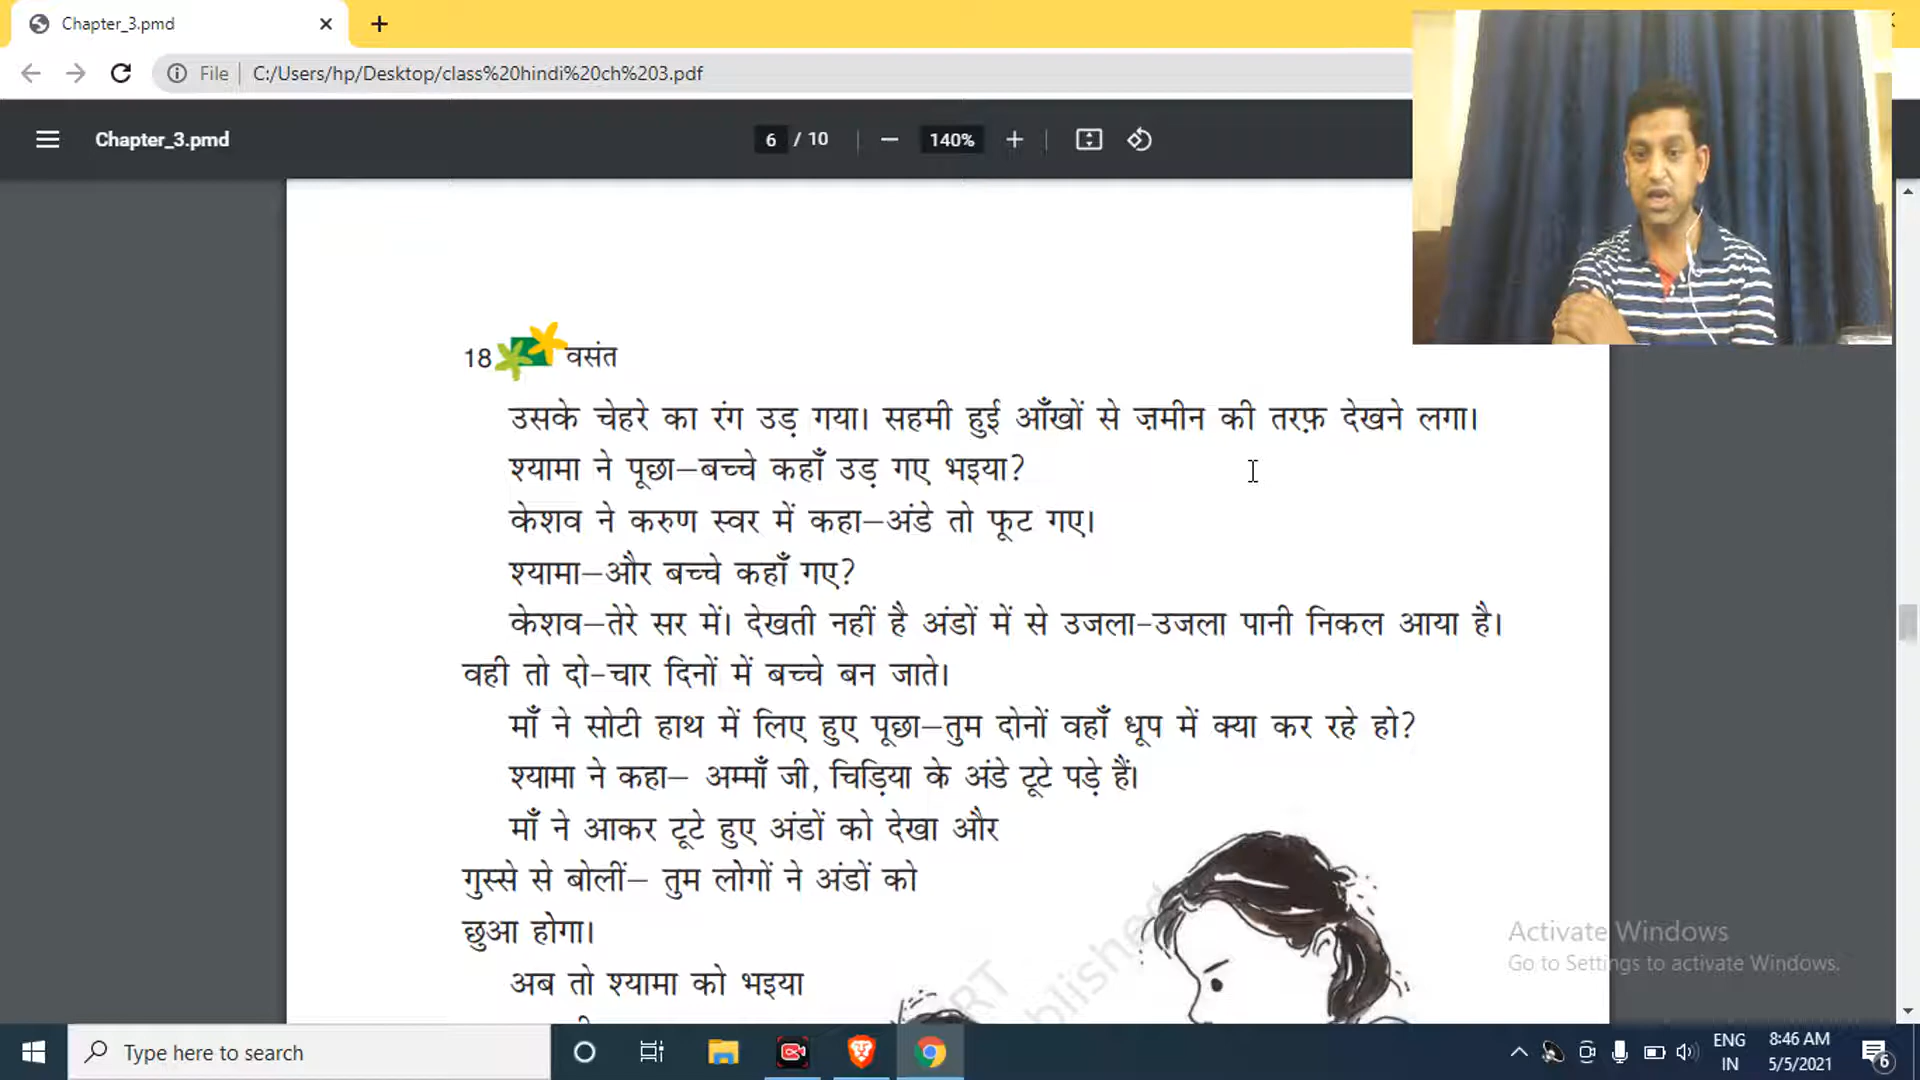 Chapter_3.pmd
File
C:/Users/hp/Desktop/class%20hindi%20ch%203.pdf
Chapter_3.pmd
6 / 10
140%
18 वसंत
उसके चेहरे का रंग उड़ गया। सहमी हुई आँखों से ज़मीन की तरफ़ देखने लगा।
श्यामा ने पूछा–बच्चे कहाँ उड़ गए भइया?
केशव ने करुण स्वर में कहा–अंडे तो फूट गए।
श्यामा–और बच्चे कहाँ गए?
केशव–तेरे सर में। देखती नहीं है अंडों में से उजला-उजला पानी निकल आया है।
वही तो दो-चार दिनों में बच्चे बन जाते।
माँ ने सोटी हाथ में लिए हुए पूछा–तुम दोनों वहाँ धूप में क्या कर रहे हो?
श्यामा ने कहा– अम्माँ जी, चिड़िया के अंडे टूटे पड़े हैं।
माँ ने आकर टूटे हुए अंडों को देखा और
गुस्से से बोलीं– तुम लोगों ने अंडों को
छुआ होगा।
अब तो श्यामा को भइया
Activate Windows
Go to Settings to activate Windows.
Type here to search
ENG
IN
8:46 AM
5/5/2021
6